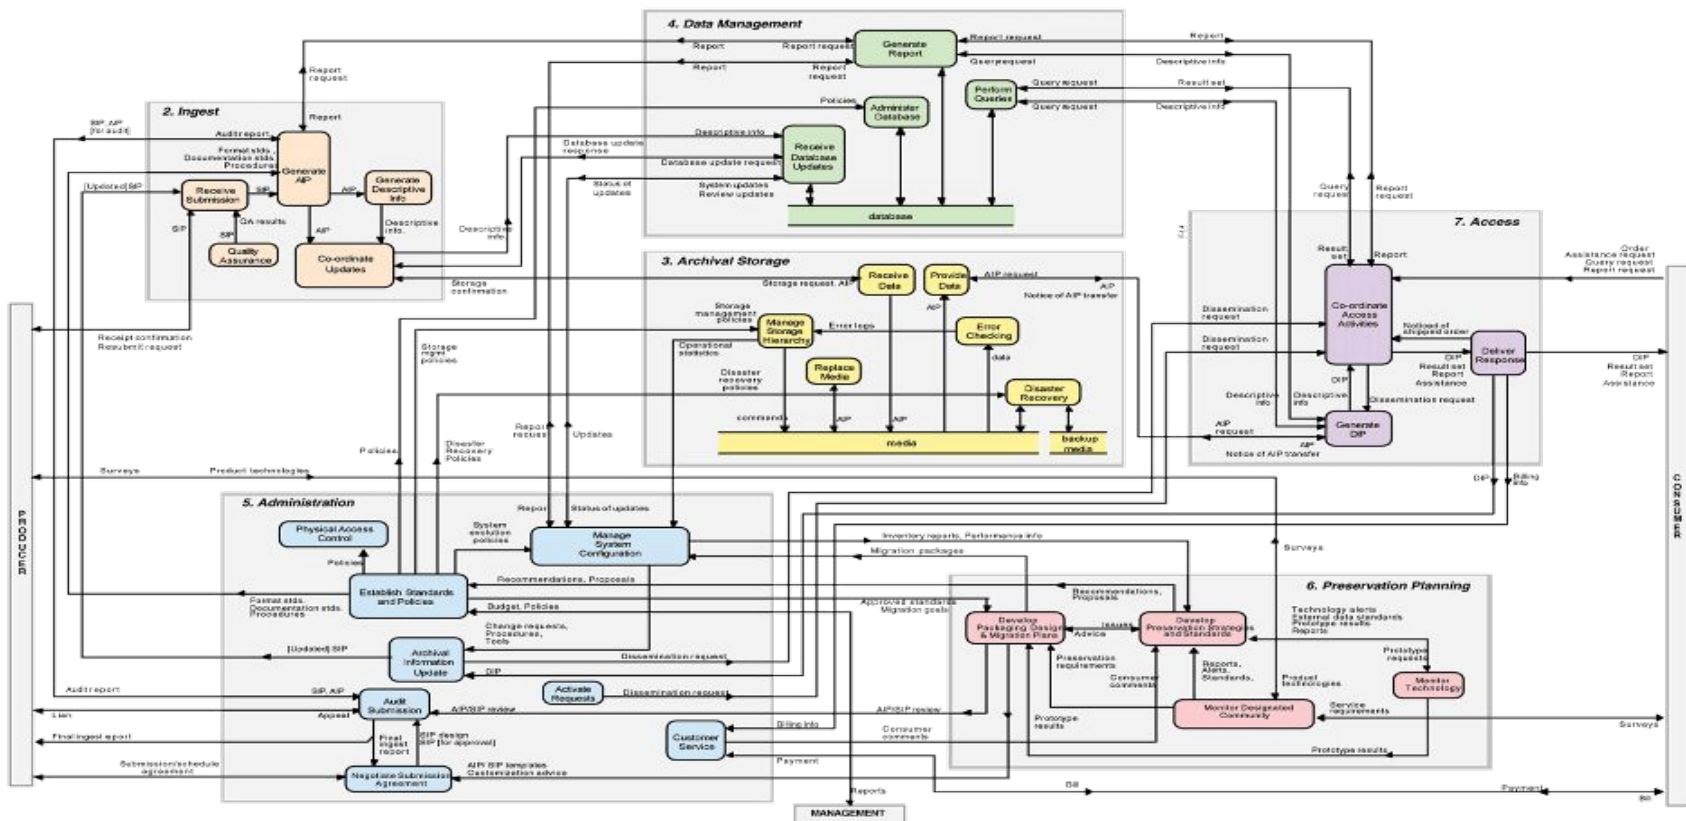 4. Data Management
Generate
Report
Report
Report request
Report
Report
request
Report request
Report
Query request
Descriptive info
Report
request
Report
Perform
Queries
Query request
Result set
Query request
Descriptive info
Policies
Administer
Database
Receive
Database
Updates
Descriptive info
Database update
response
Database update request
Status of
updates
System updates
Review updates
database
2. Ingest
SIP, AIP
[for audit]
Audit report
Format stds.,
Documentation stds.
Procedures
Generate
AIP
[Updated] SIP
Receive
Submission
SIP
AIP
Generate
Descriptive
Info
SIP
QA results
SIP
AIP
Descriptive
info.
Descriptive
info.
Quality
Assurance
Co-ordinate
Updates
Storage
confirmation
Receipt confirmation
Resubmit request
3. Archival Storage
Receive
Data
Provide
Data
Storage request, AIP
AIP request
AIP
Notice of AIP transfer
AIP
Storage
management
policies
Manage
Storage
Hierarchy
Error logs
Error
Checking
data
Operational
statistics
Storage
mgmt
policies
Disaster
recovery
policies
Replace
Media
Disaster
Recovery
commands
AIP
AIP
media
backup
media
7. Access
Query
request
Report
request
Result
set
Report
Order
Assistance request
Query request
Report request
Co-ordinate
Access
Activities
Dissemination
request
Dissemination
request
Noticed of
shipped order
Deliver
Response
DIP
Result set
Report
Assistance
DIP
Result set
Report
Assistance
DIP
Descriptive
info
Descriptive
info
Dissemination request
Generate
DIP
AIP
request
AIP
Notice of AIP transfer
DIP
Billing
info
PRODUCER
CONSUMER
Surveys
Product technologies
Policies
Disaster
Recovery
Policies
Report
request
Updates
5. Administration
Report
Status of updates
Physical Access
Control
System
evolution
policies
Manage
System
Configuration
Policies
Establish Standards
and Policies
Format stds.
Documentation stds.
Procedures
Inventory reports, Performance info
Migration packages
Recommendations, Proposals
Budget, Policies
Approved standards
Migration goals
Change requests,
Procedures,
Tools
[Updated] SIP
Archival
Information
Update
Dissemination request
DIP
Activate
Requests
Dissemination request
Audit report
SIP, AIP
Audit
Submission
Lien
Appeal
AIP/SIP review
AIP/SIP review
Final ingest report
Final
ingest
report
SIP design
SIP [for approval]
Submission/schedule
agreement
Negotiate Submission
Agreement
AIP/ SIP templates
Customization advice
Customer
Service
Billing info
Consumer
comments
Payment
Reports
Bill
Payment
Bill
MANAGEMENT
Surveys
6. Preservation Planning
Recommendations,
Proposals
Technology alerts
External data standards
Prototype results
Reports
Develop
Packaging Design
& Migration Plans
Issues
Advice
Develop
Preservation Strategies
and Standards
Prototype
requests
Preservation
requirements
Consumer
comments
Reports,
Alerts,
Standards,
Product
technologies
Monitor
Technology
Monitor Designated
Community
Service
requirements
Surveys
Prototype
results
Prototype results